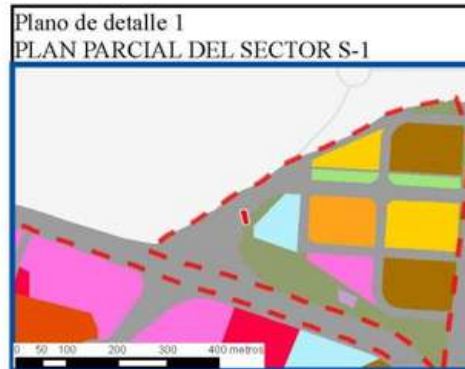 Plano de detalle 1
PLAN PARCIAL DEL SECTOR S-1
0 50 100 200 300 400 metros